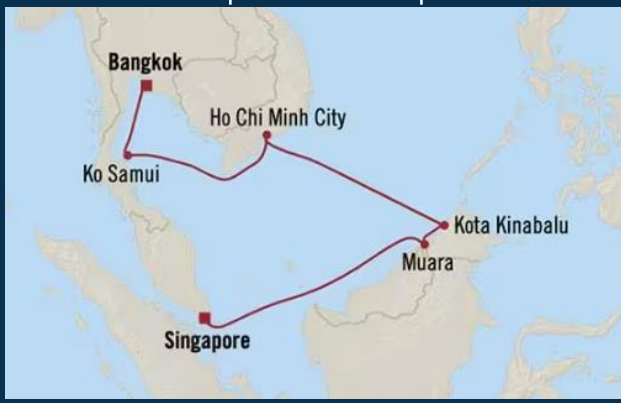 Bangkok
Ho Chi Minh City
Ko Samui
Kota Kinabalu
Muara
Singapore